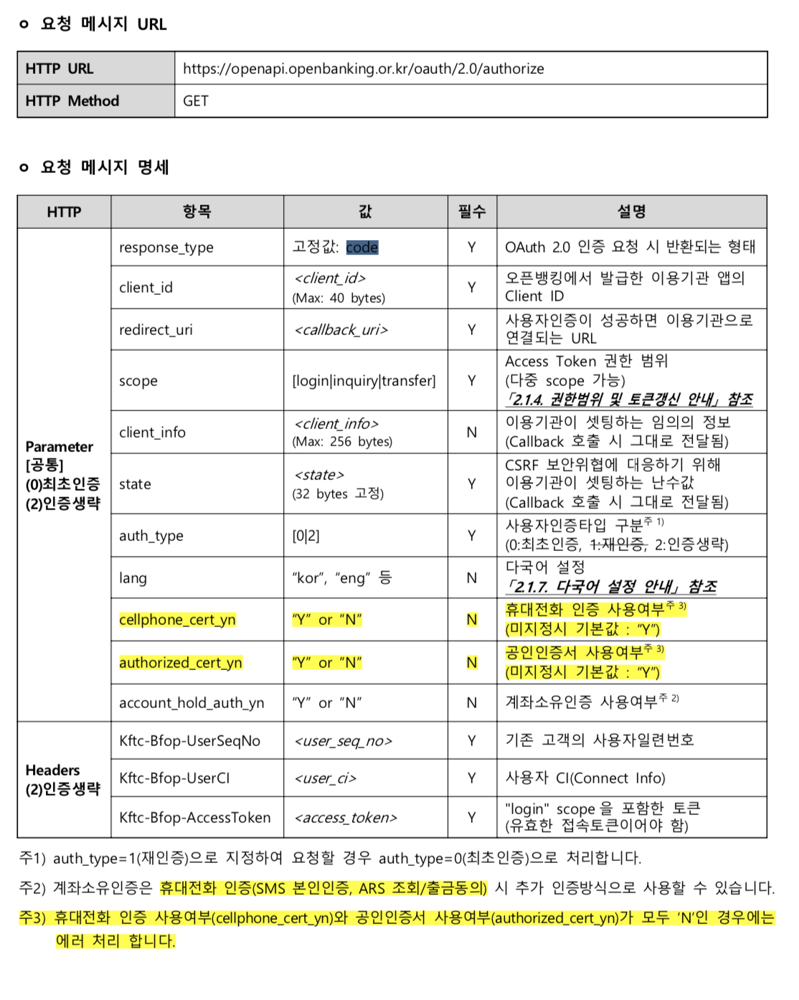 ㅇ 요청 메시지 URL
HTTP URL https://openapi.openbanking.or.kr/oauth/2.0/authorize
HTTP Method GET
ㅇ 요청 메시지 명세
HTTP 항목 값 필수 설명
Parameter
[공통]
(0)최초인증
(2)인증생략
response_type 고정값: code Y OAuth 2.0 인증 요청 시 반환되는 형태
client_id <client_id>
(Max: 40 bytes) Y 오픈뱅킹에서 발급한 이용기관 앱의
Client ID
redirect_uri <callback_uri> Y 사용자인증이 성공하면 이용기관으로
연결되는 URL
scope [login|inquiry|transfer] Y Access Token 권한 범위
(다중 scope 가능)
「2.1.4. 권한범위 및 토큰갱신 안내」 참조
client_info <client_info>
(Max: 256 bytes) N 이용기관이 셋팅하는 임의의 정보
(Callback 호출 시 그대로 전달됨)
state <state>
(32 bytes 고정) Y CSRF 보안위협에 대응하기 위해
이용기관이 셋팅하는 난수값
(Callback 호출 시 그대로 전달됨)
auth_type [0|2] Y 사용자인증타입 구분주 1)
(0:최초인증, 1:재인증, 2:인증생략)
lang “kor”, “eng” 등 N 다국어 설정
「2.1.7. 다국어 설정 안내」 참조
cellphone_cert_yn “Y” or “N” N 휴대전화 인증 사용여부주 3)
(미지정시 기본값 : “Y”)
authorized_cert_yn “Y” or “N” N 공인인증서 사용여부주 3)
(미지정시 기본값 : “Y”)
account_hold_auth_yn “Y” or “N” N 계좌소유인증 사용여부주 2)
Headers
(2)인증생략
Kftc-Bfop-UserSeqNo <user_seq_no> Y 기존 고객의 사용자일련번호
Kftc-Bfop-UserCI <user_ci> Y 사용자 CI(Connect Info)
Kftc-Bfop-AccessToken <access_token> Y "login" scope을 포함한 토큰
(유효한 접속토큰이어야 함)
주1) auth_type=1(재인증)으로 지정하여 요청할 경우 auth_type=0(최초인증)으로 처리합니다.
주2) 계좌소유인증은 휴대전화 인증(SMS 본인인증, ARS 조회/출금동의) 시 추가 인증방식으로 사용할 수 있습니다.
주3) 휴대전화 인증 사용여부(cellphone_cert_yn)와 공인인증서 사용여부(authorized_cert_yn)가 모두 ‘N’인 경우에는
에러 처리 합니다.